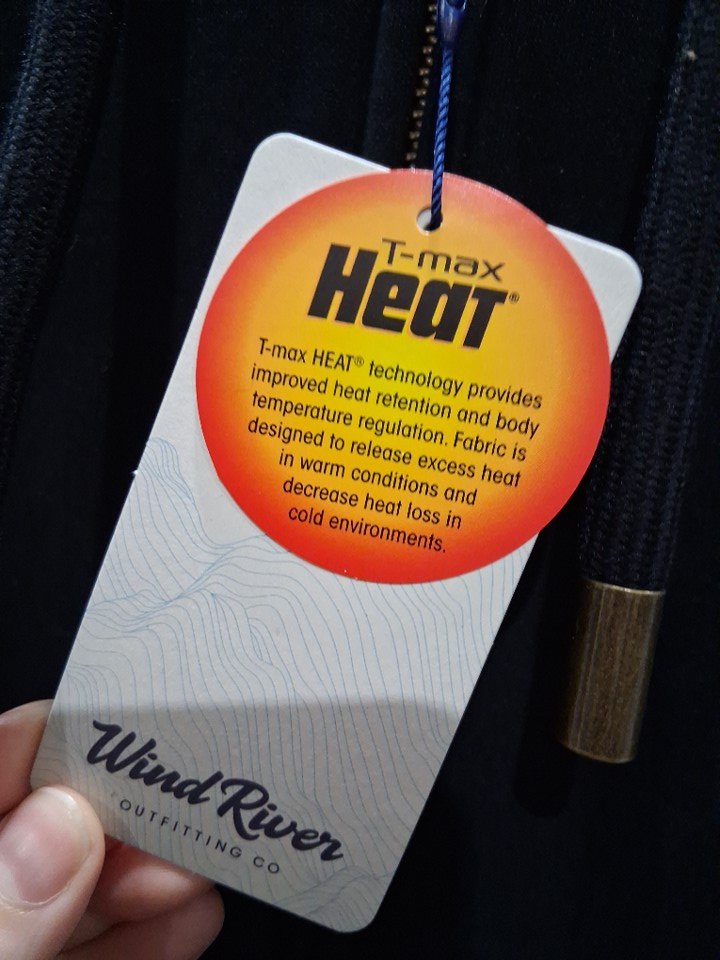 T-max
HeaT®
T-max HEAT® technology provides
improved heat retention and body
temperature regulation. Fabric is
designed to release excess heat
in warm conditions and
decrease heat loss in
cold environments.
Wind River
OUTFITTING CO